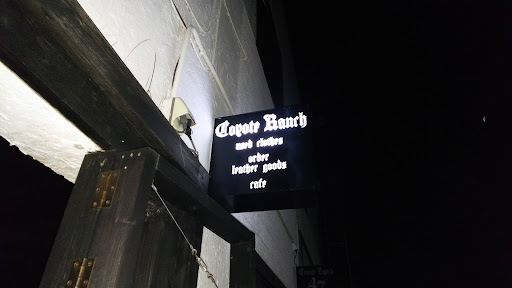 Coyote Ranch
used clothes
order
leather goods
cafe